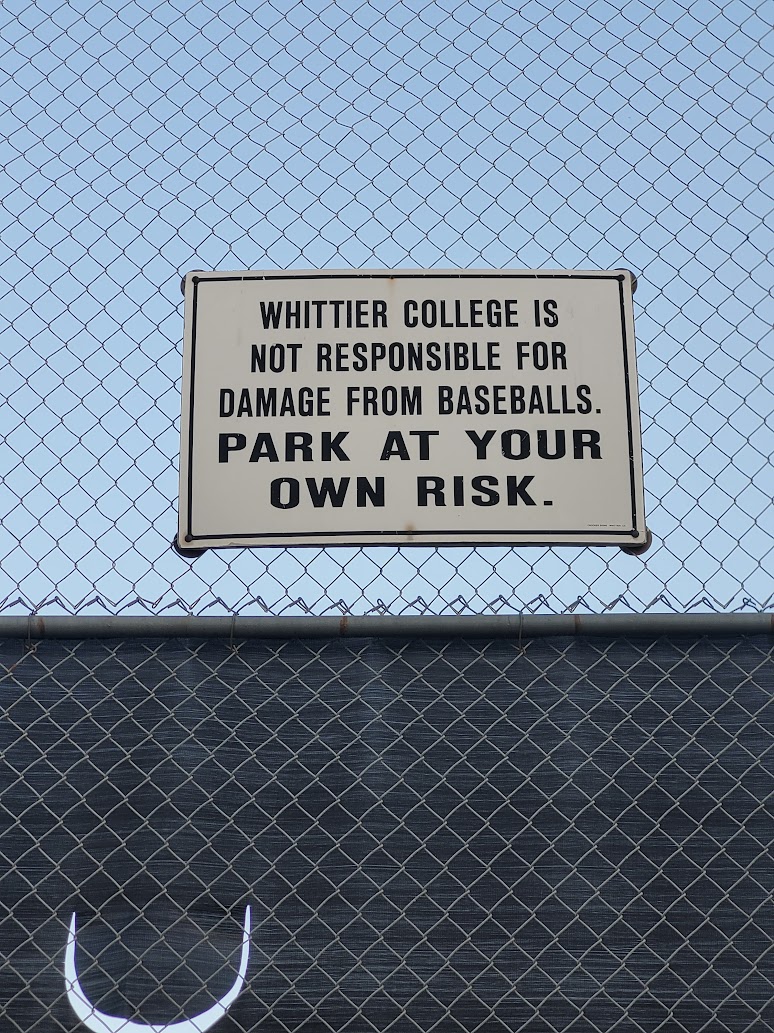 WHITTIER COLLEGE IS
NOT RESPONSIBLE FOR
DAMAGE FROM BASEBALLS.
PARK AT YOUR
OWN RISK.